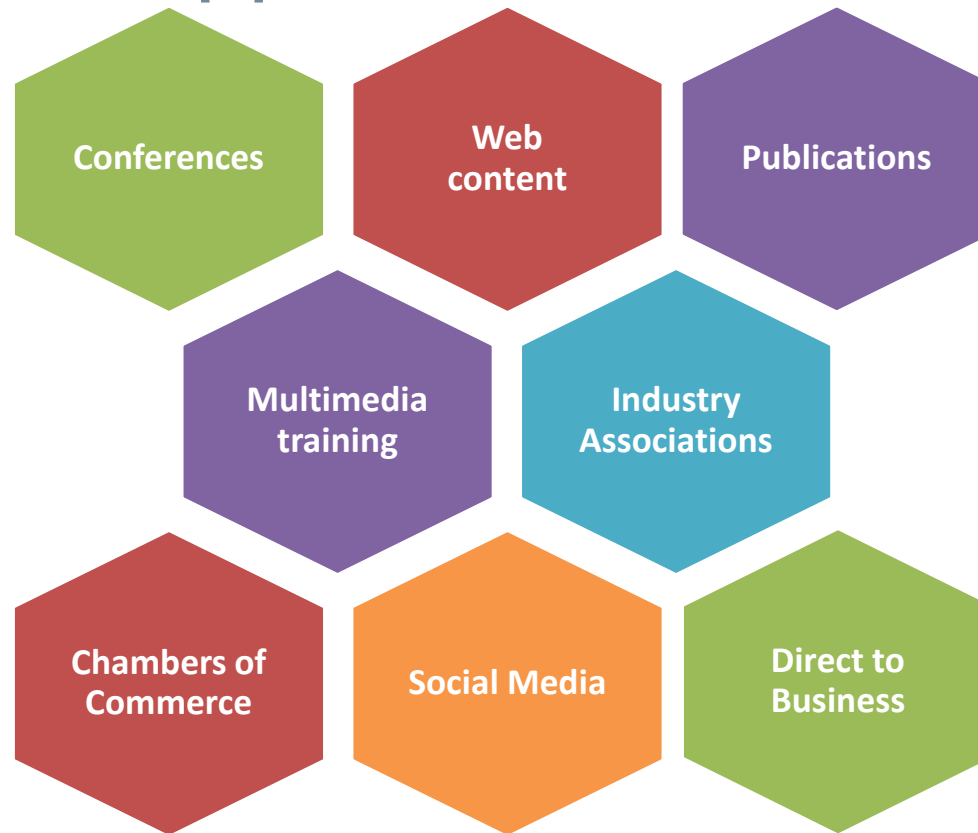 Conferences
Web
content
Publications
Multimedia
training
Industry
Associations
Chambers of
Commerce
Social Media
Direct to
Business